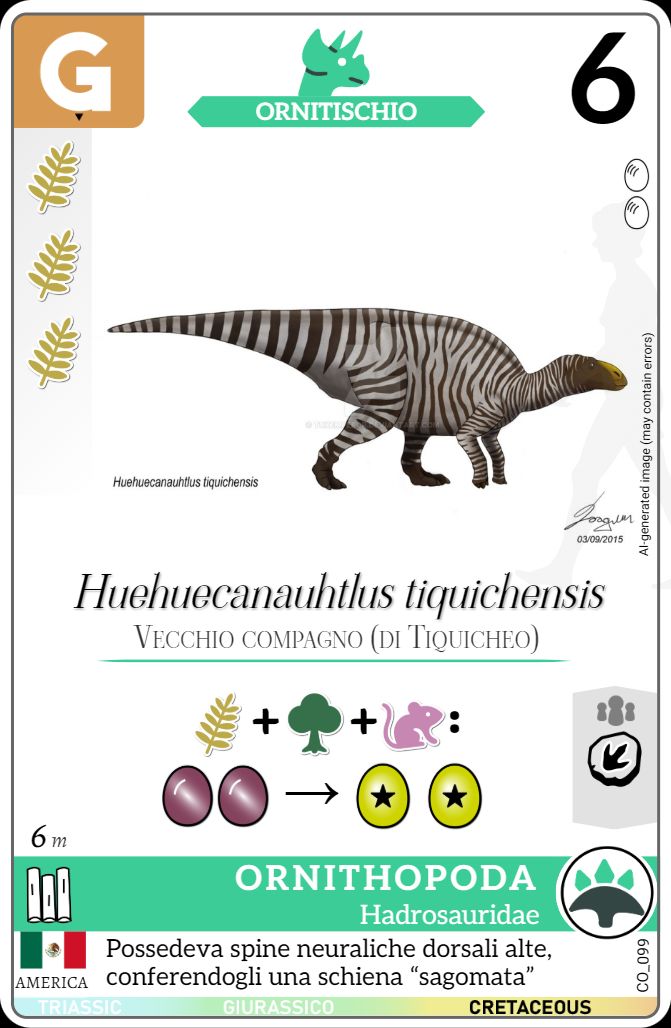 G
ORNITISCHIO
6
AI-generated image (may contain errors)
Huehuecanauhtlus tiquichensis
03/09/2015
Huehuecanauhtlus tiquichensis
Vecchio compagno (di Tiquicheo)
+ + :
→
6 m
ORNITHOPODA
Hadrosauridae
AMERICA
Possedeva spine neuraliche dorsali alte,
conferendogli una schiena “sagomata”
CO_099
TRIASSIC GIURASSICO CRETACEOUS